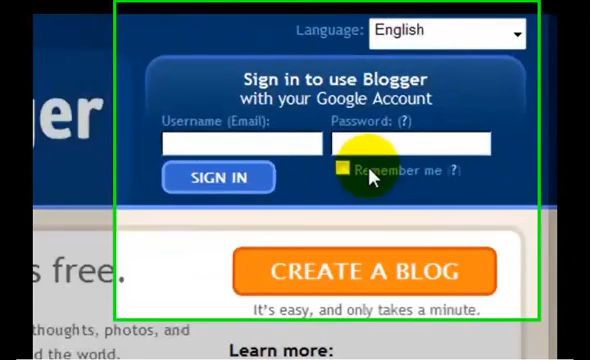 Language: English
Sign in to use Blogger
with your Google Account
ger
Username (Email): Password: (?)
Remember me (?)
SIGN IN
s free.
CREATE A BLOG
It's easy, and only takes a minute.
thoughts, photos, and
d the world.
Learn more: